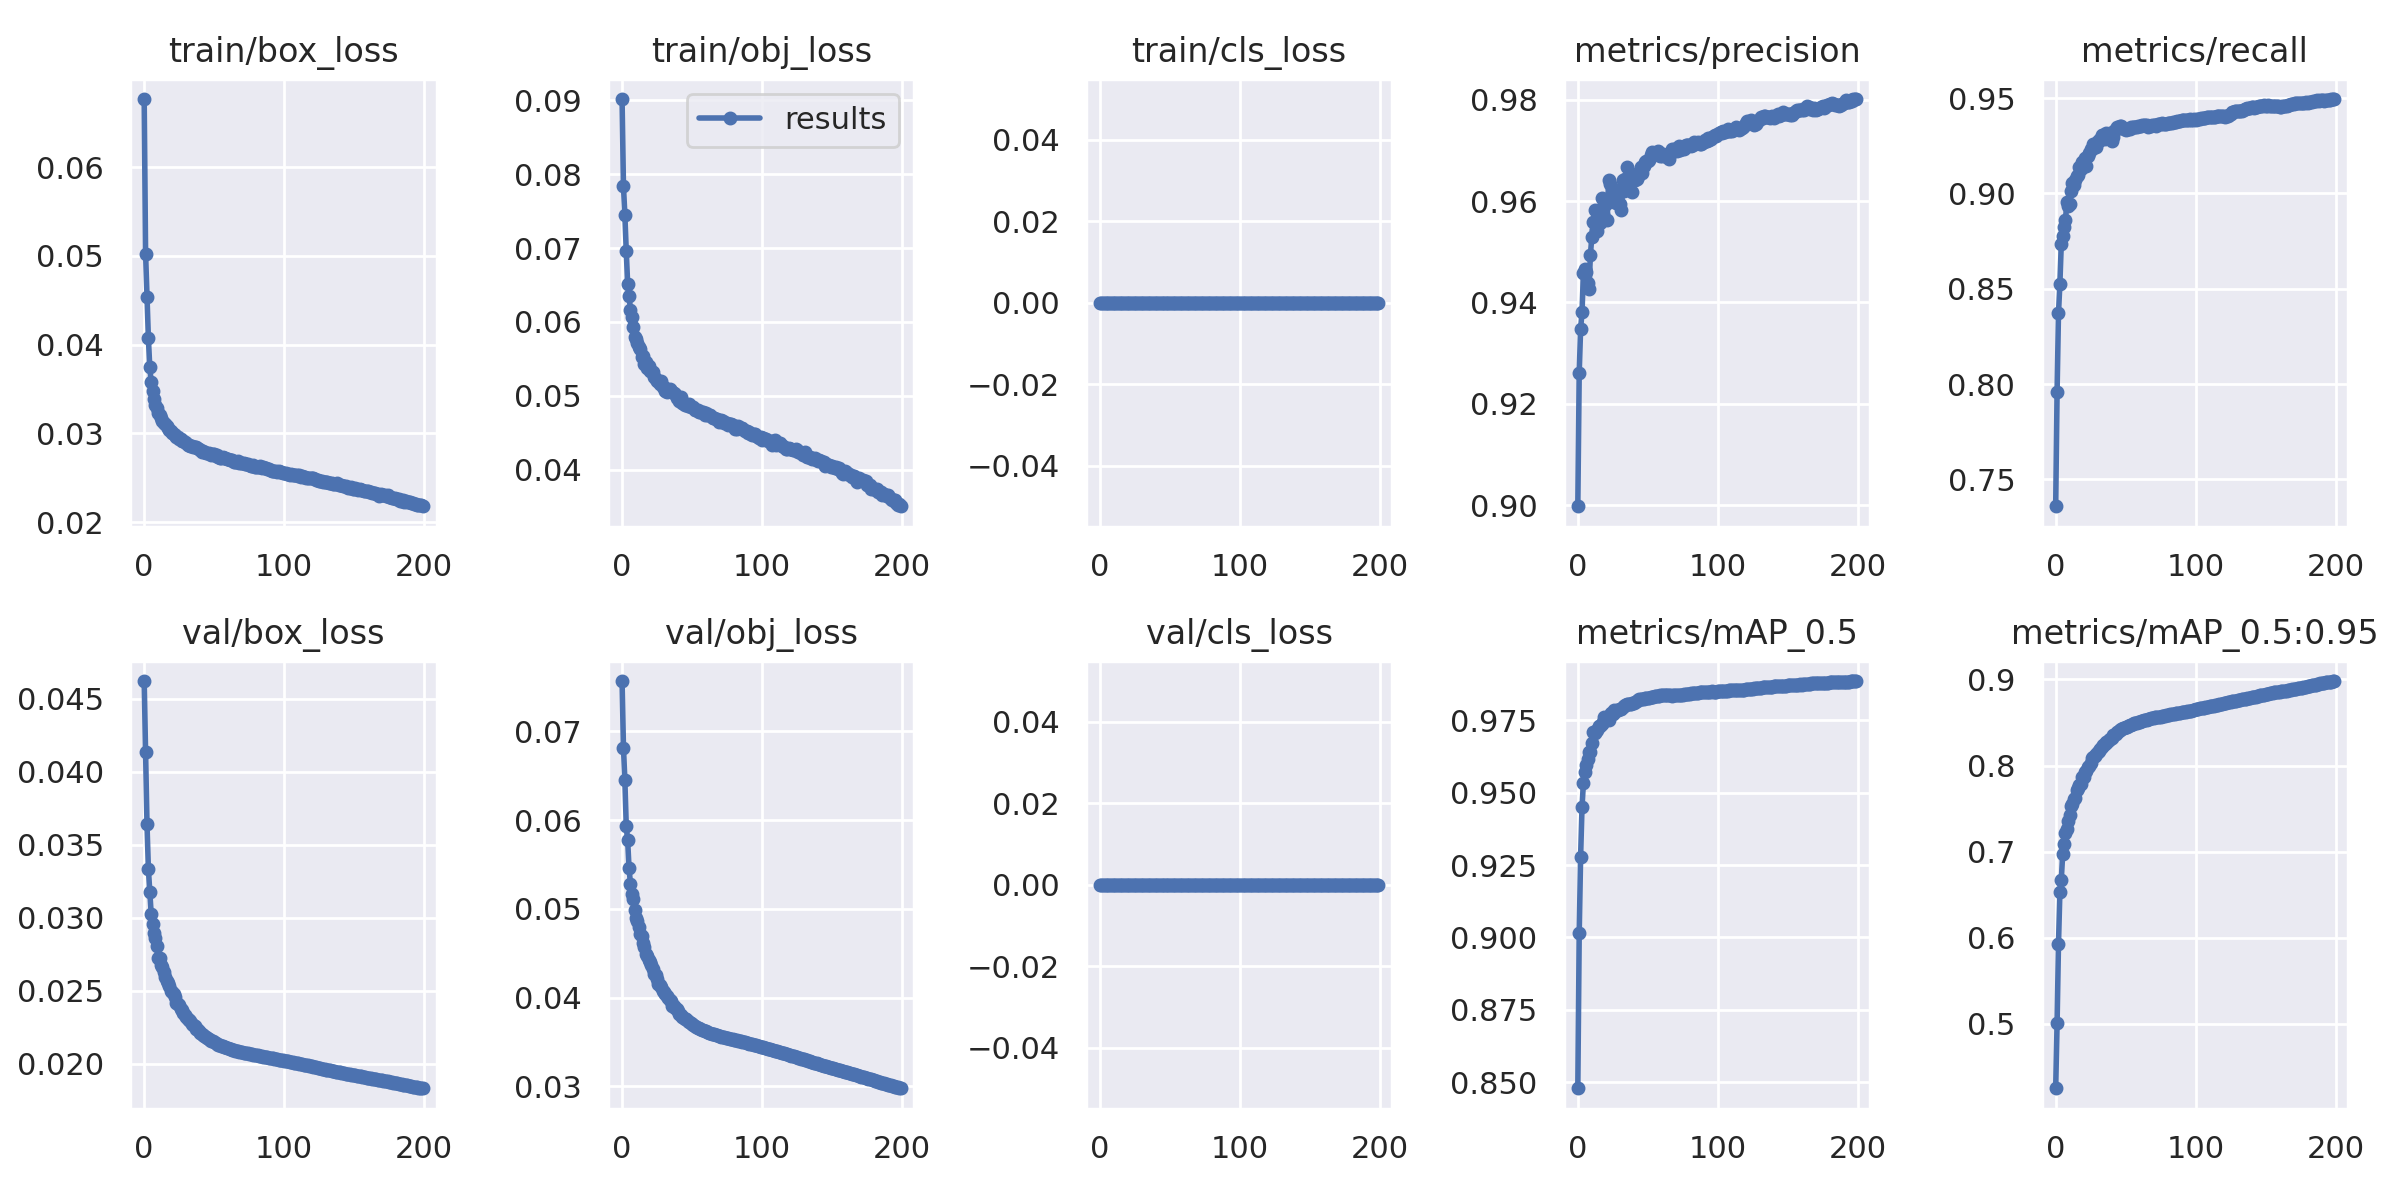 train/box_loss
train/obj_loss
train/cls_loss
metrics/precision
metrics/recall
0.06
0.05
0.04
0.03
0.02
0 100 200
results
0.09
0.08
0.07
0.06
0.05
0.04
0 100 200
0.04
0.02
0.00
−0.02
−0.04
0 100 200
0.98
0.96
0.94
0.92
0.90
0 100 200
0.95
0.90
0.85
0.80
0.75
0 100 200
val/box_loss
val/obj_loss
val/cls_loss
metrics/mAP_0.5
metrics/mAP_0.5:0.95
0.045
0.040
0.035
0.030
0.025
0.020
0 100 200
0.07
0.06
0.05
0.04
0.03
0 100 200
0.04
0.02
0.00
−0.02
−0.04
0 100 200
0.975
0.950
0.925
0.900
0.875
0.850
0 100 200
0.9
0.8
0.7
0.6
0.5
0 100 200